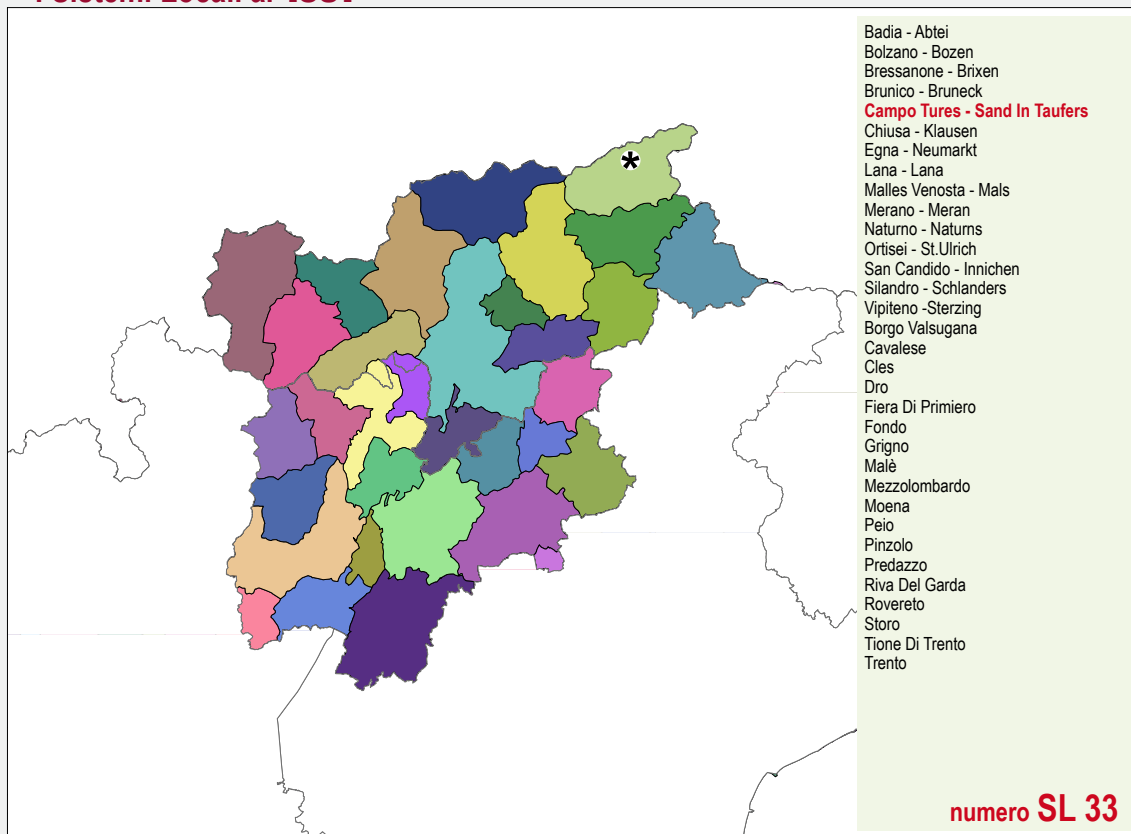 *
Badia - Abtei
Bolzano - Bozen
Bressanone - Brixen
Brunico - Bruneck
Campo Tures - Sand In Taufers
Chiusa - Klausen
Egna - Neumarkt
Lana - Lana
Malles Venosta - Mals
Merano - Meran
Naturno - Naturns
Ortisei - St.Ulrich
San Candido - Innichen
Silandro - Schlanders
Vipiteno -Sterzing
Borgo Valsugana
Cavalese
Cles
Dro
Fiera Di Primiero
Fondo
Grigno
Malè
Mezzolombardo
Moena
Peio
Pinzolo
Predazzo
Riva Del Garda
Rovereto
Storo
Tione Di Trento
Trento
numero SL 33